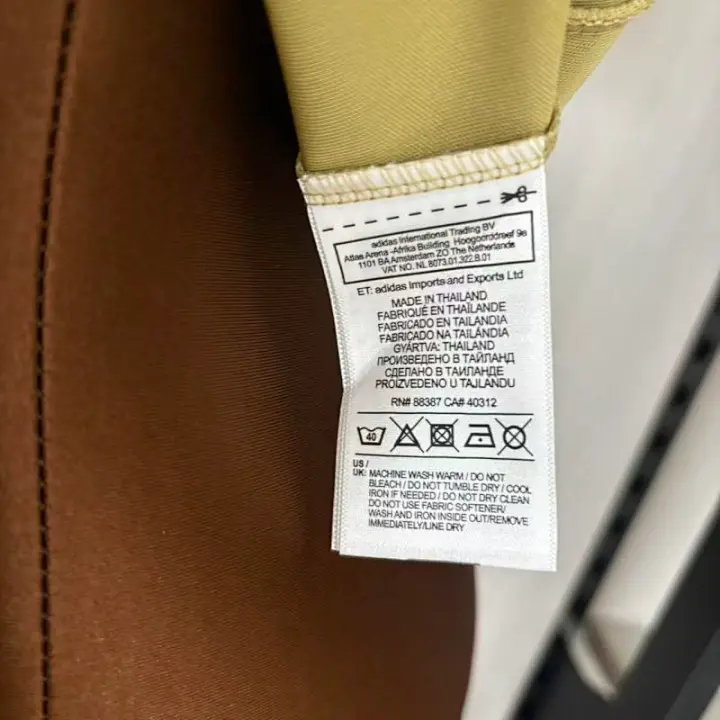 adidas International Trading BV
Atlas Arena -Afrika Building Hoogoorddreef 9a
1101 BA Amsterdam ZO The Netherlands
VAT NO. NL 8073.01.322.B.01
ET: adidas Imports and Exports Ltd
MADE IN THAILAND
FABRIQUÉ EN THAÏLANDE
FABRICADO EN TAILANDIA
FABRICADO NA TAILÂNDIA
GYÁRTVA: THAILAND
ПРОИЗВЕДЕНО В ТАЙЛАНД
СДЕЛАНО В ТАИЛАНДЕ
PROIZVEDENO U TAJLANDU
RN# 88387 CA# 40312
40
US /
UK: MACHINE WASH WARM / DO NOT
BLEACH / DO NOT TUMBLE DRY / COOL
IRON IF NEEDED / DO NOT DRY CLEAN
DO NOT USE FABRIC SOFTENER/
WASH AND IRON INSIDE OUT/REMOVE
IMMEDIATELY/LINE DRY